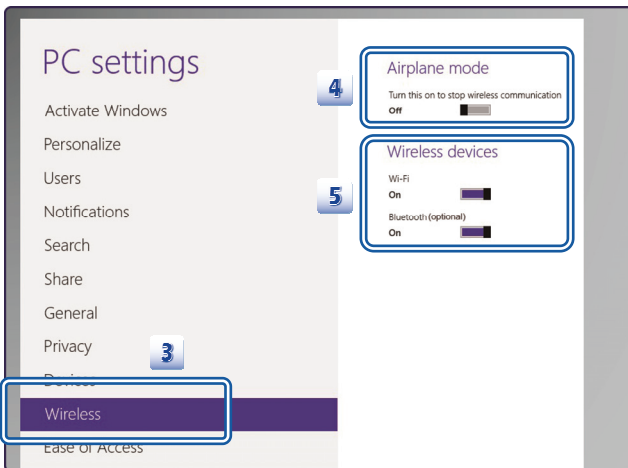 PC settings
Activate Windows
Personalize
Users
Notifications
Search
Share
General
Privacy
3
Devices
Wireless
Ease of Access
4
Airplane mode
Turn this on to stop wireless communication
Off
5
Wireless devices
Wi-Fi
On
Bluetooth (optional)
On